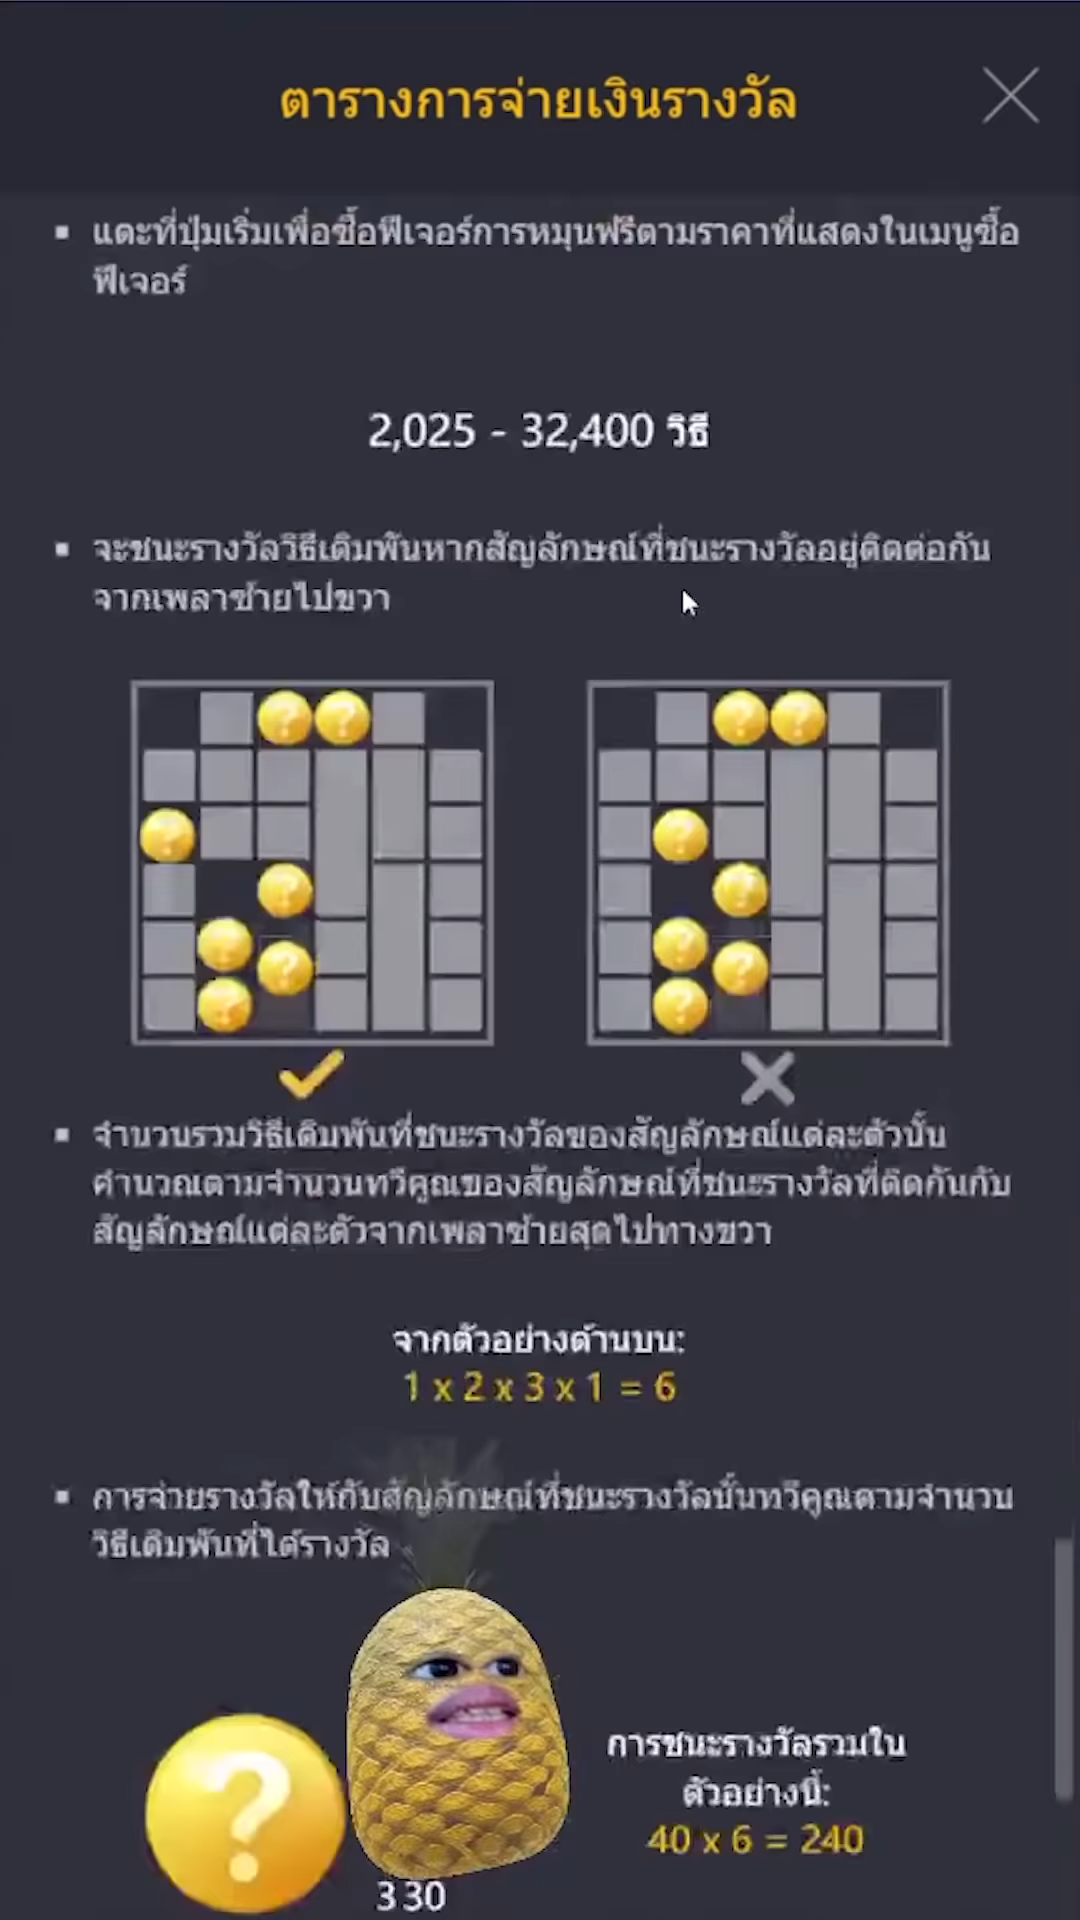 ตารางการจ่ายเงินรางวัล
แตะที่ปุ่มเริ่มเพื่อซื้อฟีเจอร์การหมุนฟรีตามราคาที่แสดงในเมนูซื้อ
ฟีเจอร์
2,025 - 32,400 วิธี
จะชนะรางวัลวิธีเดิมพันหากสัญลักษณ์ที่ชนะรางวัลอยู่ติดต่อกัน
จากเพลาซ้ายไปขวา
จำนวนรวมวิธีเดิมพันที่ชนะรางวัลของสัญลักษณ์แต่ละตัวนั้น
คำนวณตามจำนวนทวีคูณของสัญลักษณ์ที่ชนะรางวัลที่ติดกันกับ
สัญลักษณ์แต่ละตัวจากเพลาซ้ายสุดไปทางขวา
จากตัวอย่างด้านบน:
1 x 2 x 3 x 1 = 6
การจ่ายรางวัลให้กับสัญลักษณ์ที่ชนะรางวัลนั้นทวีคูณตามจำนวน
วิธีเดิมพันที่ได้รางวัล
การชนะรางวัลรวมใน
ตัวอย่างนี้:
40 x 6 = 240
3 30